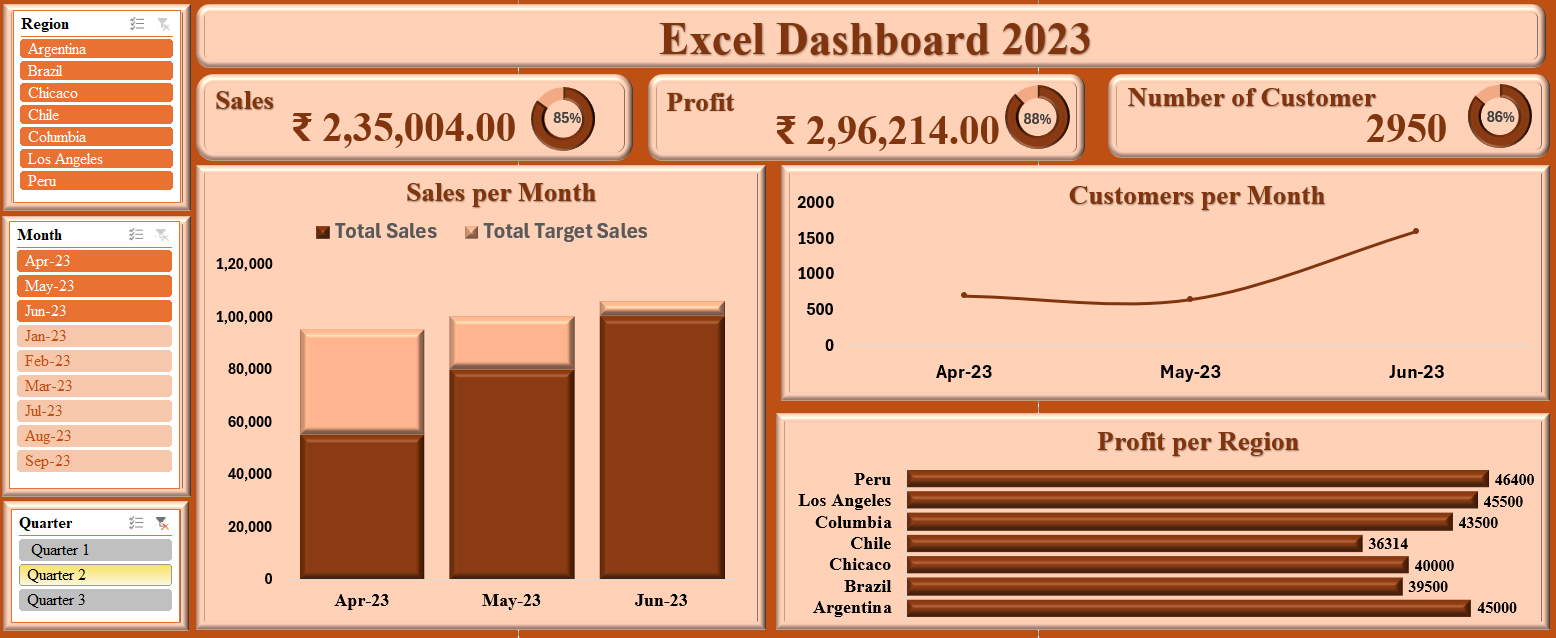 Excel Dashboard 2023
Region
Argentina
Brazil
Chicaco
Chile
Columbia
Los Angeles
Peru
Month
Apr-23
May-23
Jun-23
Jan-23
Feb-23
Mar-23
Jul-23
Aug-23
Sep-23
Quarter
Quarter 1
Quarter 2
Quarter 3
Sales
₹ 2,35,004.00
85%
Profit
₹ 2,96,214.00
88%
Number of Customer
2950
86%
Sales per Month
Total Sales Total Target Sales
1,20,000
1,00,000
80,000
60,000
40,000
20,000
0
Apr-23 May-23 Jun-23
Customers per Month
2000
1500
1000
500
0
Apr-23 May-23 Jun-23
Profit per Region
Peru 46400
Los Angeles 45500
Columbia 43500
Chile 36314
Chicaco 40000
Brazil 39500
Argentina 45000